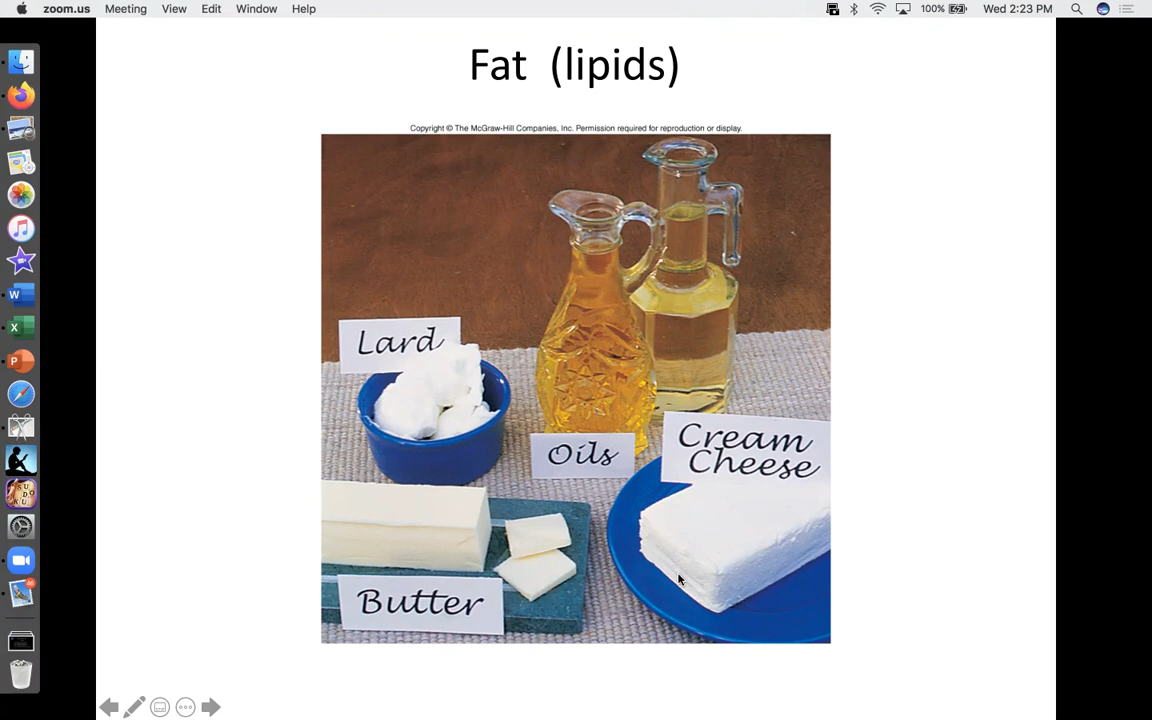 zoom.us Meeting View Edit Window Help 100% Wed 2:23 PM
Fat (lipids)
Copyright © The McGraw-Hill Companies, Inc. Permission required for reproduction or display.
Lard
Oils
Cream
Cheese
Butter